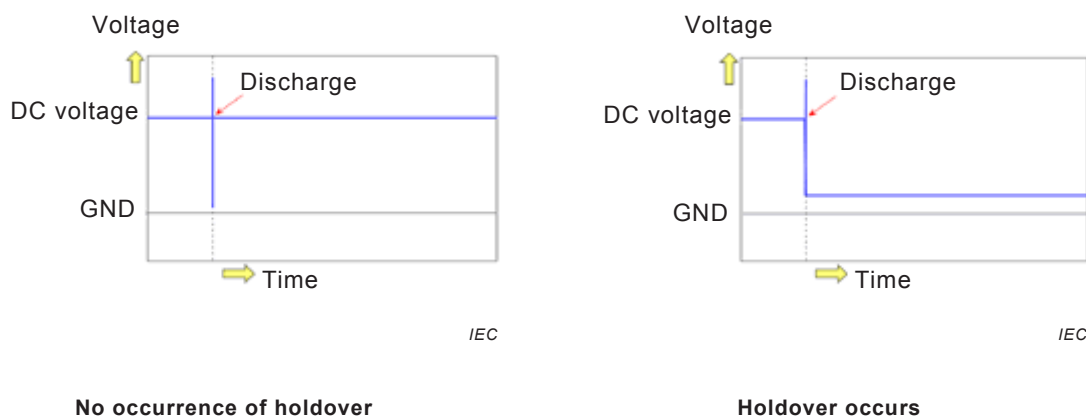 Voltage
Discharge
DC voltage
GND
Time
IEC
No occurrence of holdover
Voltage
Discharge
DC voltage
GND
Time
IEC
Holdover occurs